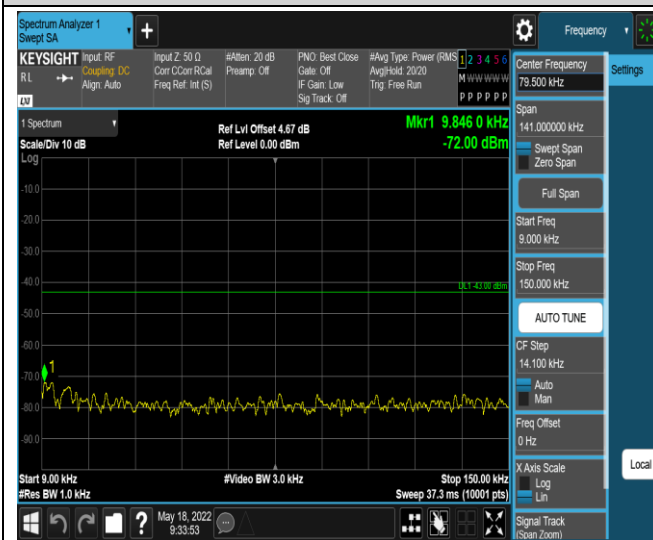 Spectrum Analyzer 1
Swept SA
+
Frequency
KEYSIGHT
R L
LXI
Input: RF
Coupling: DC
Align: Auto
Input Z: 50 Ω
Corr CCorr RCal
Freq Ref: Int (S)
#Atten: 20 dB
Preamp: Off
PNO: Best Close
Gate: Off
IF Gain: Low
Sig Track: Off
#Avg Type: Power (RMS
Avg|Hold: 20/20
Trig: Free Run
1 2 3 4 5 6
M W W W W W
P P P P P P
1 Spectrum
Scale/Div 10 dB
Log
Ref Lvl Offset 4.67 dB
Ref Level 0.00 dBm
Mkr1 9.846 0 kHz
-72.00 dBm
-10.0
-20.0
-30.0
-40.0
DL1 -43.00 dBm
-50.0
-60.0
-70.0
1
-80.0
-90.0
Start 9.00 kHz
#Res BW 1.0 kHz
#Video BW 3.0 kHz
Stop 150.00 kHz
Sweep 37.3 ms (10001 pts)
?
May 18, 2022
9:33:53
Center Frequency
79.500 kHz
Span
141.000000 kHz
Swept Span
Zero Span
Full Span
Start Freq
9.000 kHz
Stop Freq
150.000 kHz
AUTO TUNE
CF Step
14.100 kHz
Auto
Man
Freq Offset
0 Hz
X Axis Scale
Log
Lin
Signal Track
(Span Zoom)
Settings
Local